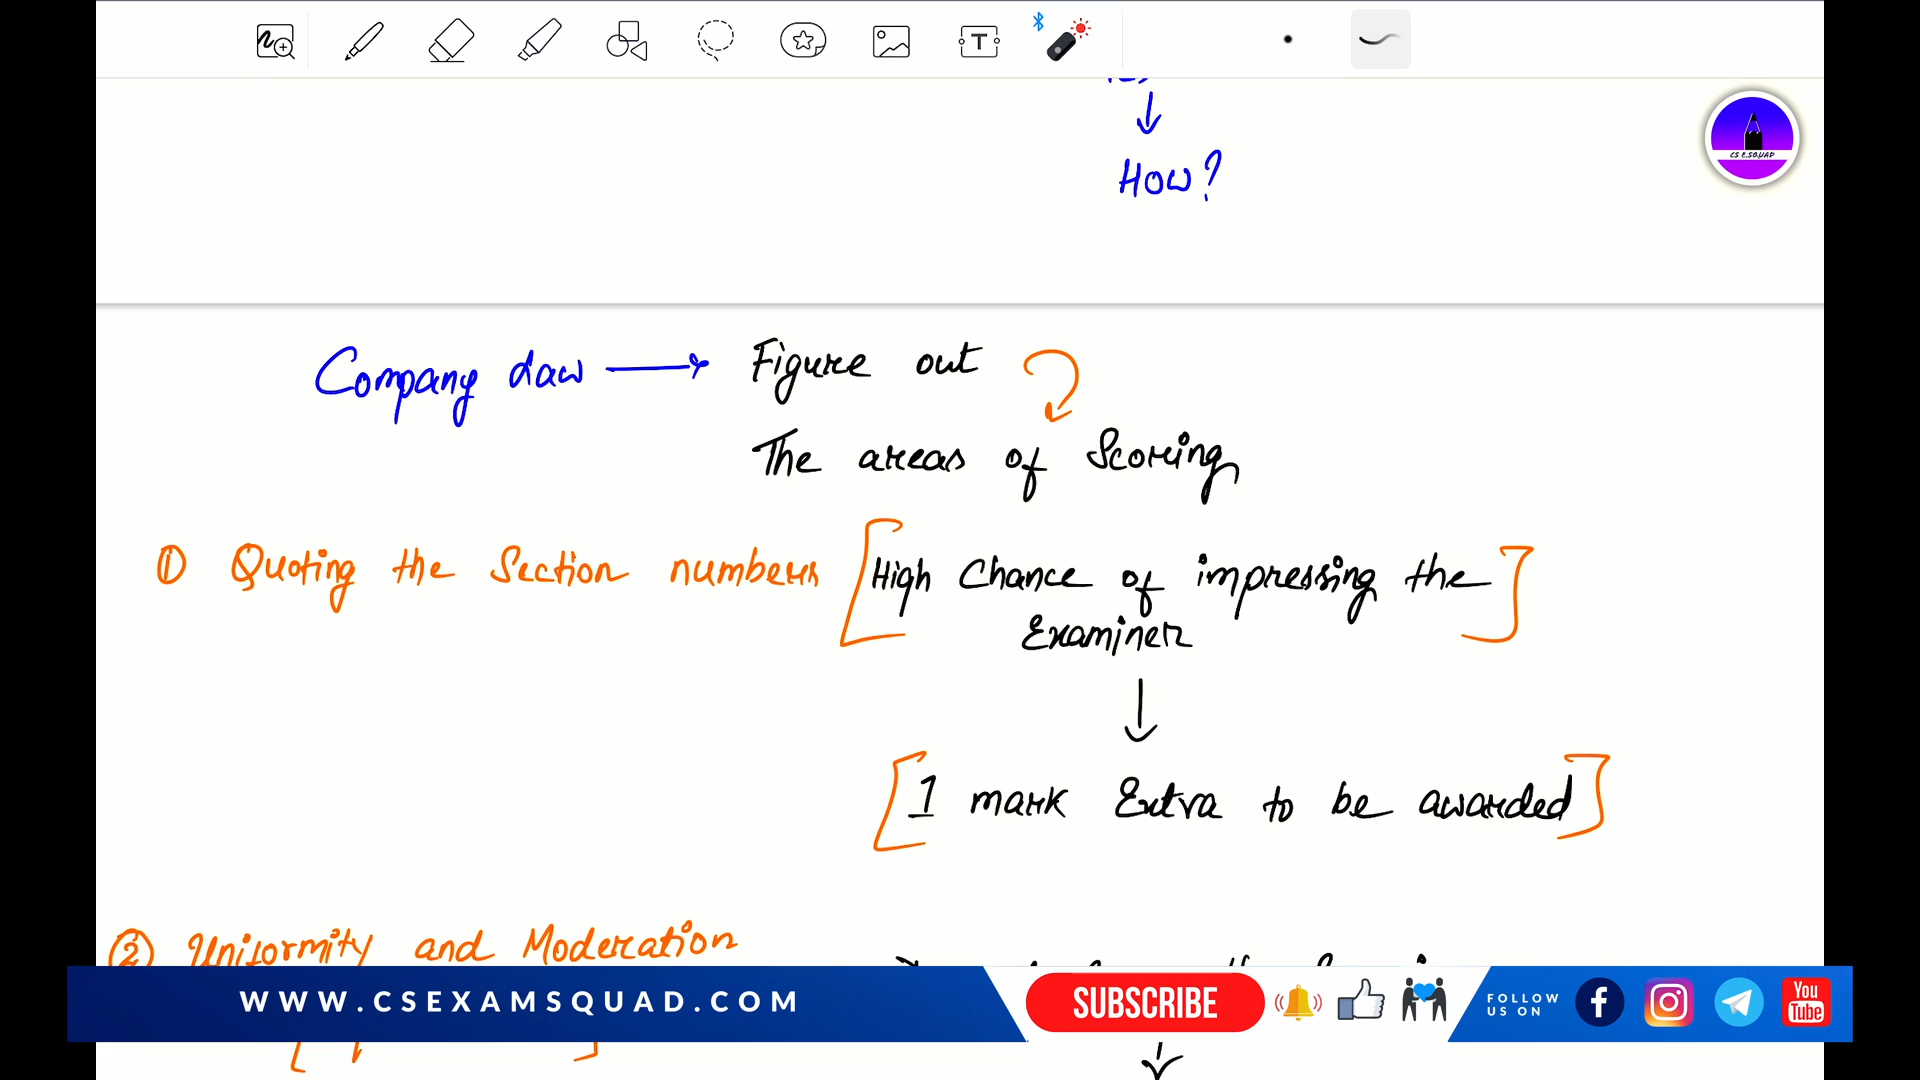 How?
CS E.SQUAD
Company Law → Figure out
The areas of Scoring
① Quoting the Section numbers [High Chance of impressing the
Examiner]
↓
[1 mark Extra to be awarded]
② Uniformity and Moderation
WWW.CSEXAMSQUAD.COM
SUBSCRIBE
FOLLOW
US ON
You
Tube